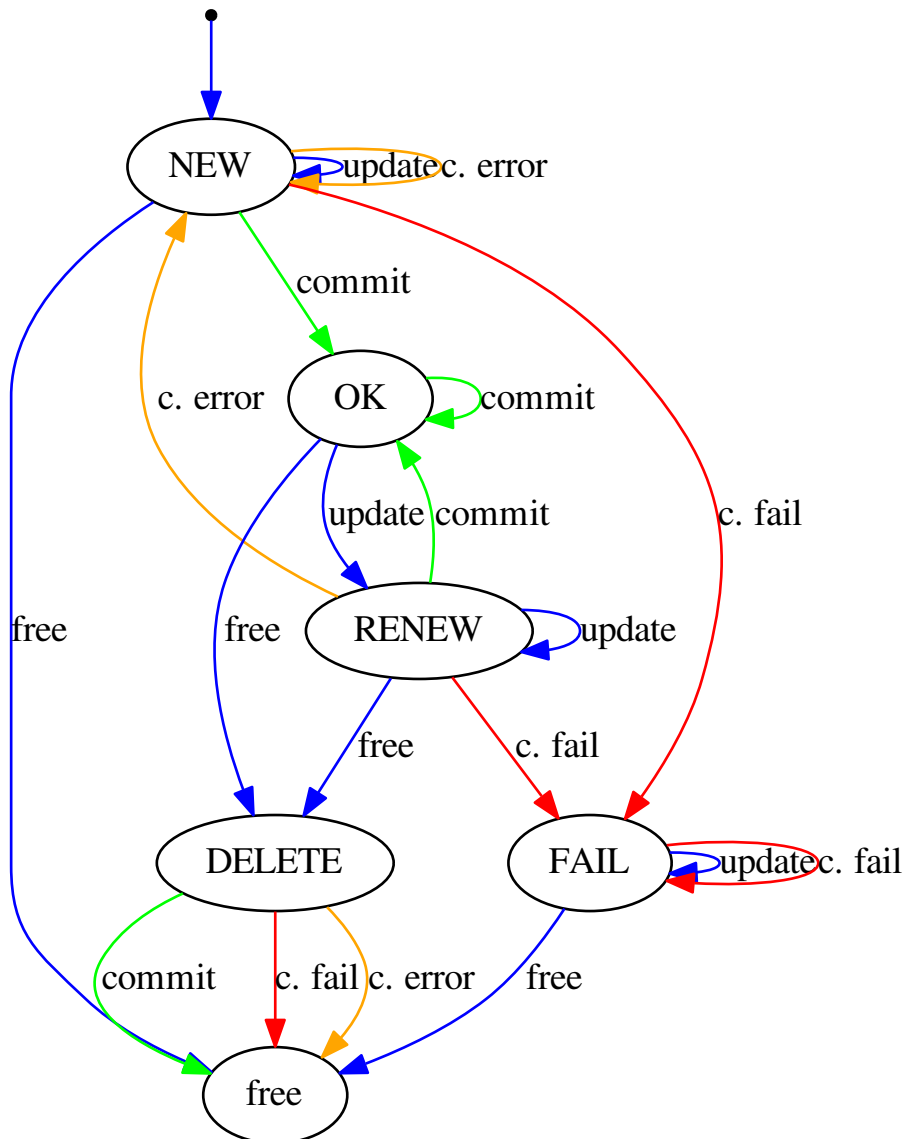 NEW
update
c. error
commit
OK
commit
c. error
update
commit
c. fail
free
free
RENEW
update
free
c. fail
DELETE
FAIL
update
c. fail
commit
c. fail
c. error
free
free